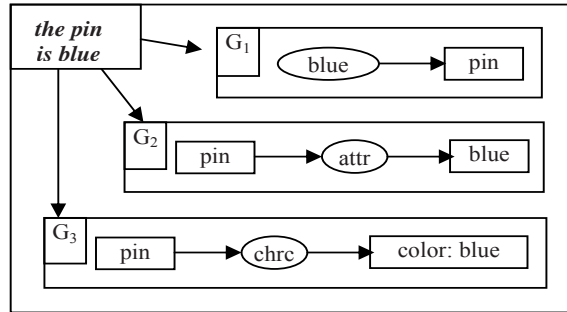 the pin
is blue
G1
blue
pin
G2
pin
attr
blue
G3
pin
chrc
color: blue